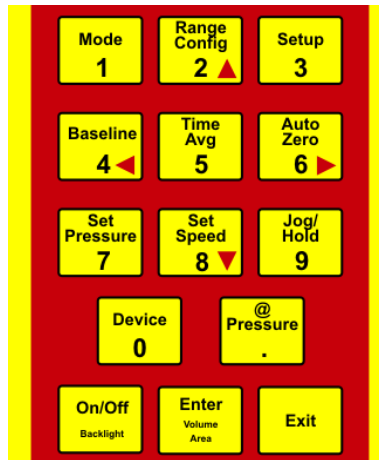 Mode
1
Range
Config
2
Setup
3
Baseline
4
Time
Avg
5
Auto
Zero
6
Set
Pressure
7
Set
Speed
8
Jog/
Hold
9
Device
0
@
Pressure
.
On/Off
Backlight
Enter
Volume
Area
Exit